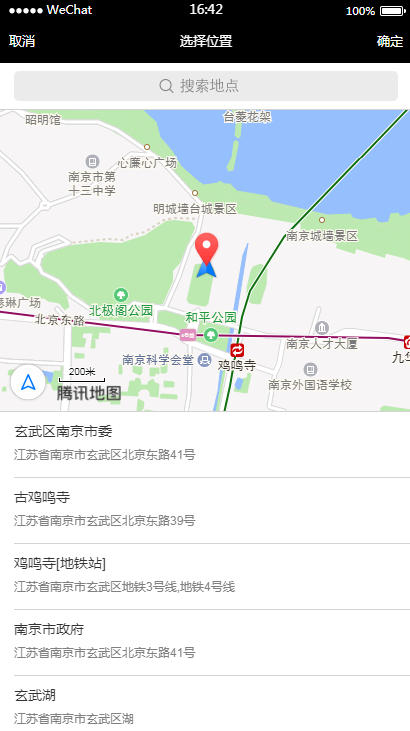 WeChat
16:42
100%
取消
选择位置
确定
搜索地点
昭明馆
台菱花架
心廉心广场
南京市第
十三中学
明城墙台城景区
南京城墙景区
瑟琳广场
北极阁公园
和平公园
北京东路
南京人才大厦
南京科学会堂
鸡鸣寺
九华
南京外国语学校
200米
腾讯地图
玄武区南京市委
江苏省南京市玄武区北京东路41号
古鸡鸣寺
江苏省南京市玄武区北京东路39号
鸡鸣寺[地铁站]
江苏省南京市玄武区地铁3号线,地铁4号线
南京市政府
江苏省南京市玄武区北京东路41号
玄武湖
江苏省南京市玄武区湖